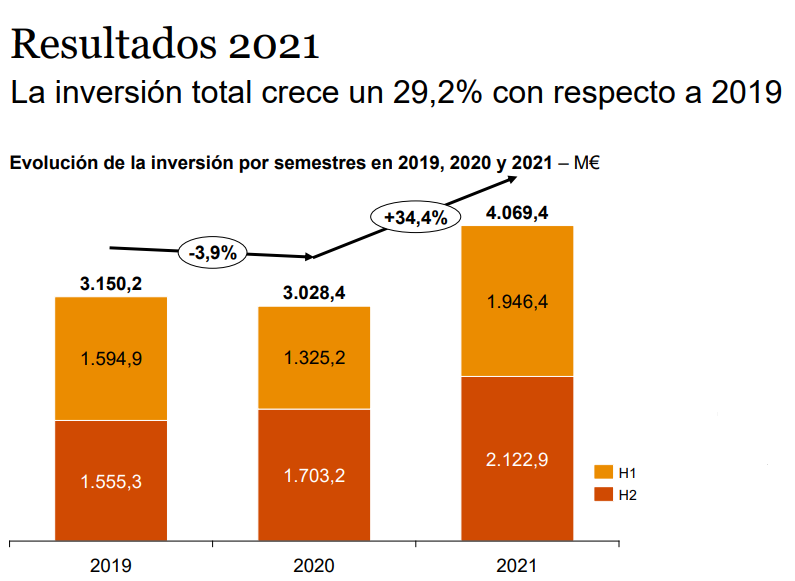 Resultados 2021
La inversión total crece un 29,2% con respecto a 2019
Evolución de la inversión por semestres en 2019, 2020 y 2021 – M€
+34,4%
4.069,4
-3,9%
3.150,2
3.028,4
1.946,4
1.594,9
1.325,2
2.122,9
1.555,3
1.703,2
H1
H2
2019
2020
2021